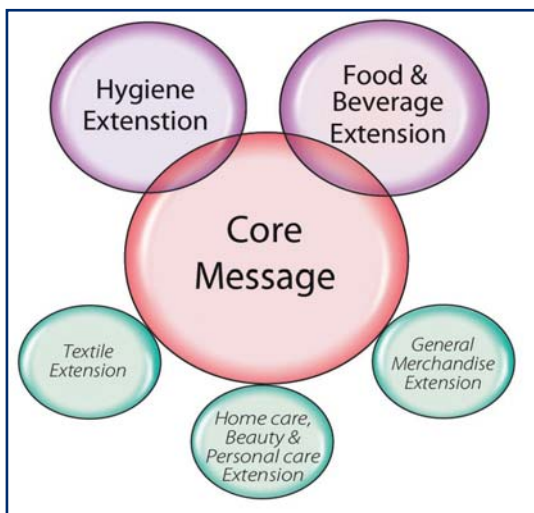 Hygiene
Extenstion
Food &
Beverage
Extension
Core
Message
Textile
Extension
General
Merchandise
Extension
Home care,
Beauty &
Personal care
Extension